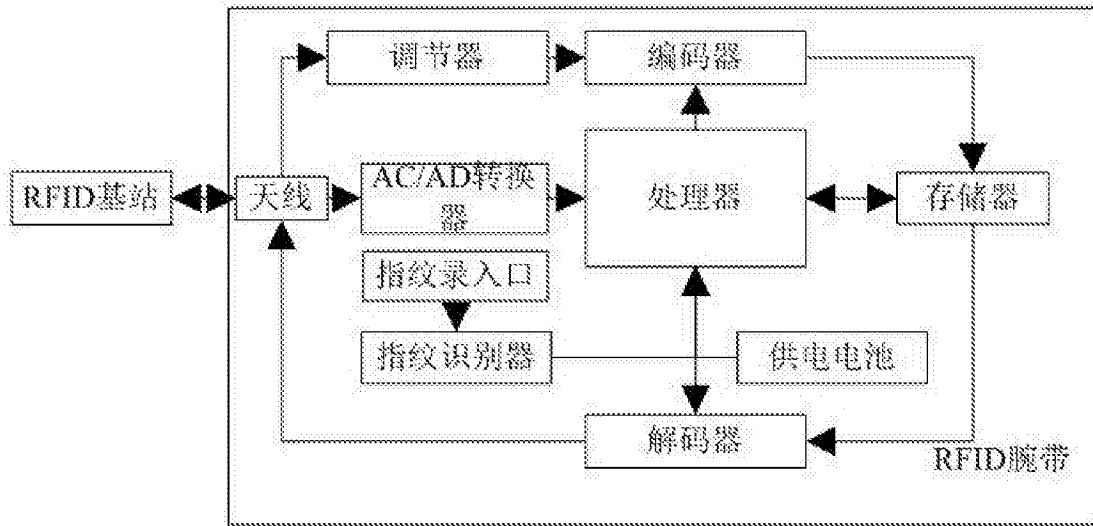 调节器
编码器
RFID基站
天线
AC/AD转换
器
处理器
存储器
指纹录入口
指纹识别器
供电电池
解码器
RFID腕带